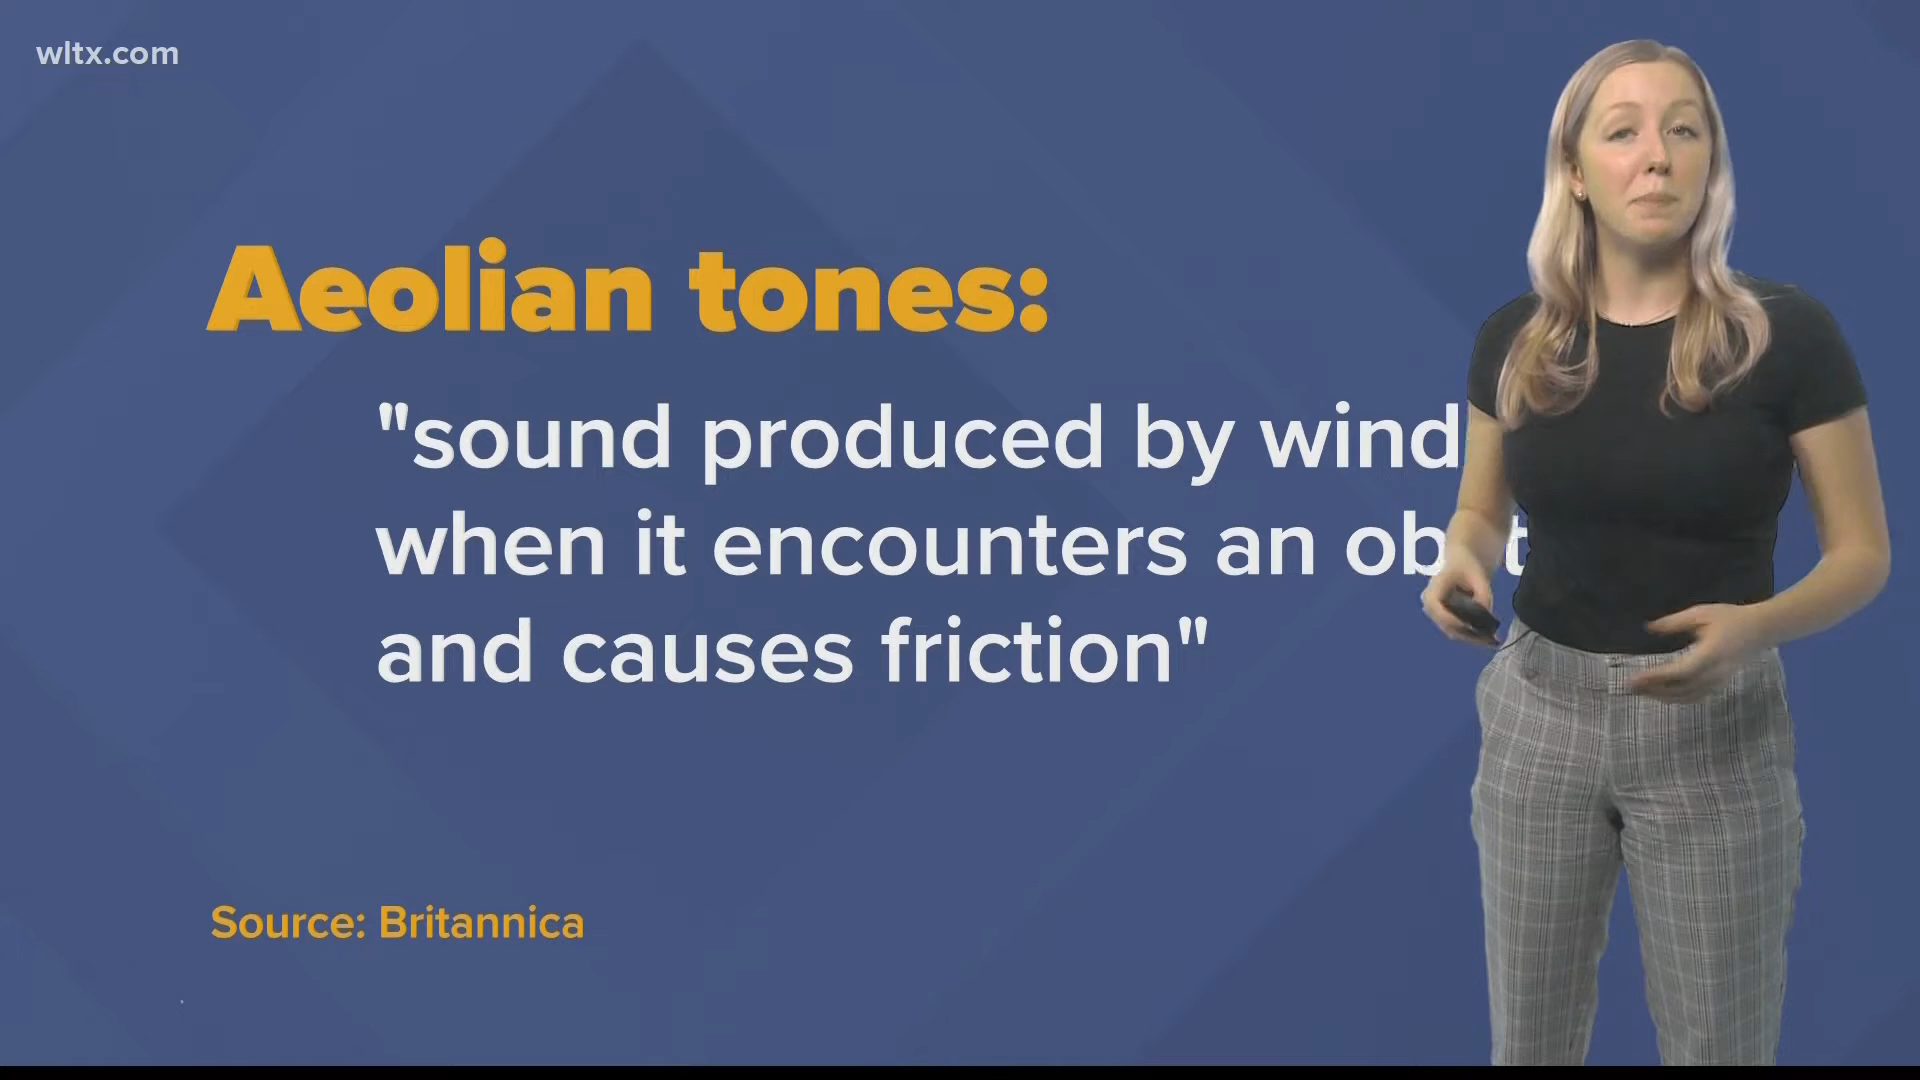 wltx.com
Aeolian tones:
"sound produced by wind
when it encounters an
and causes friction"
Source: Britannica